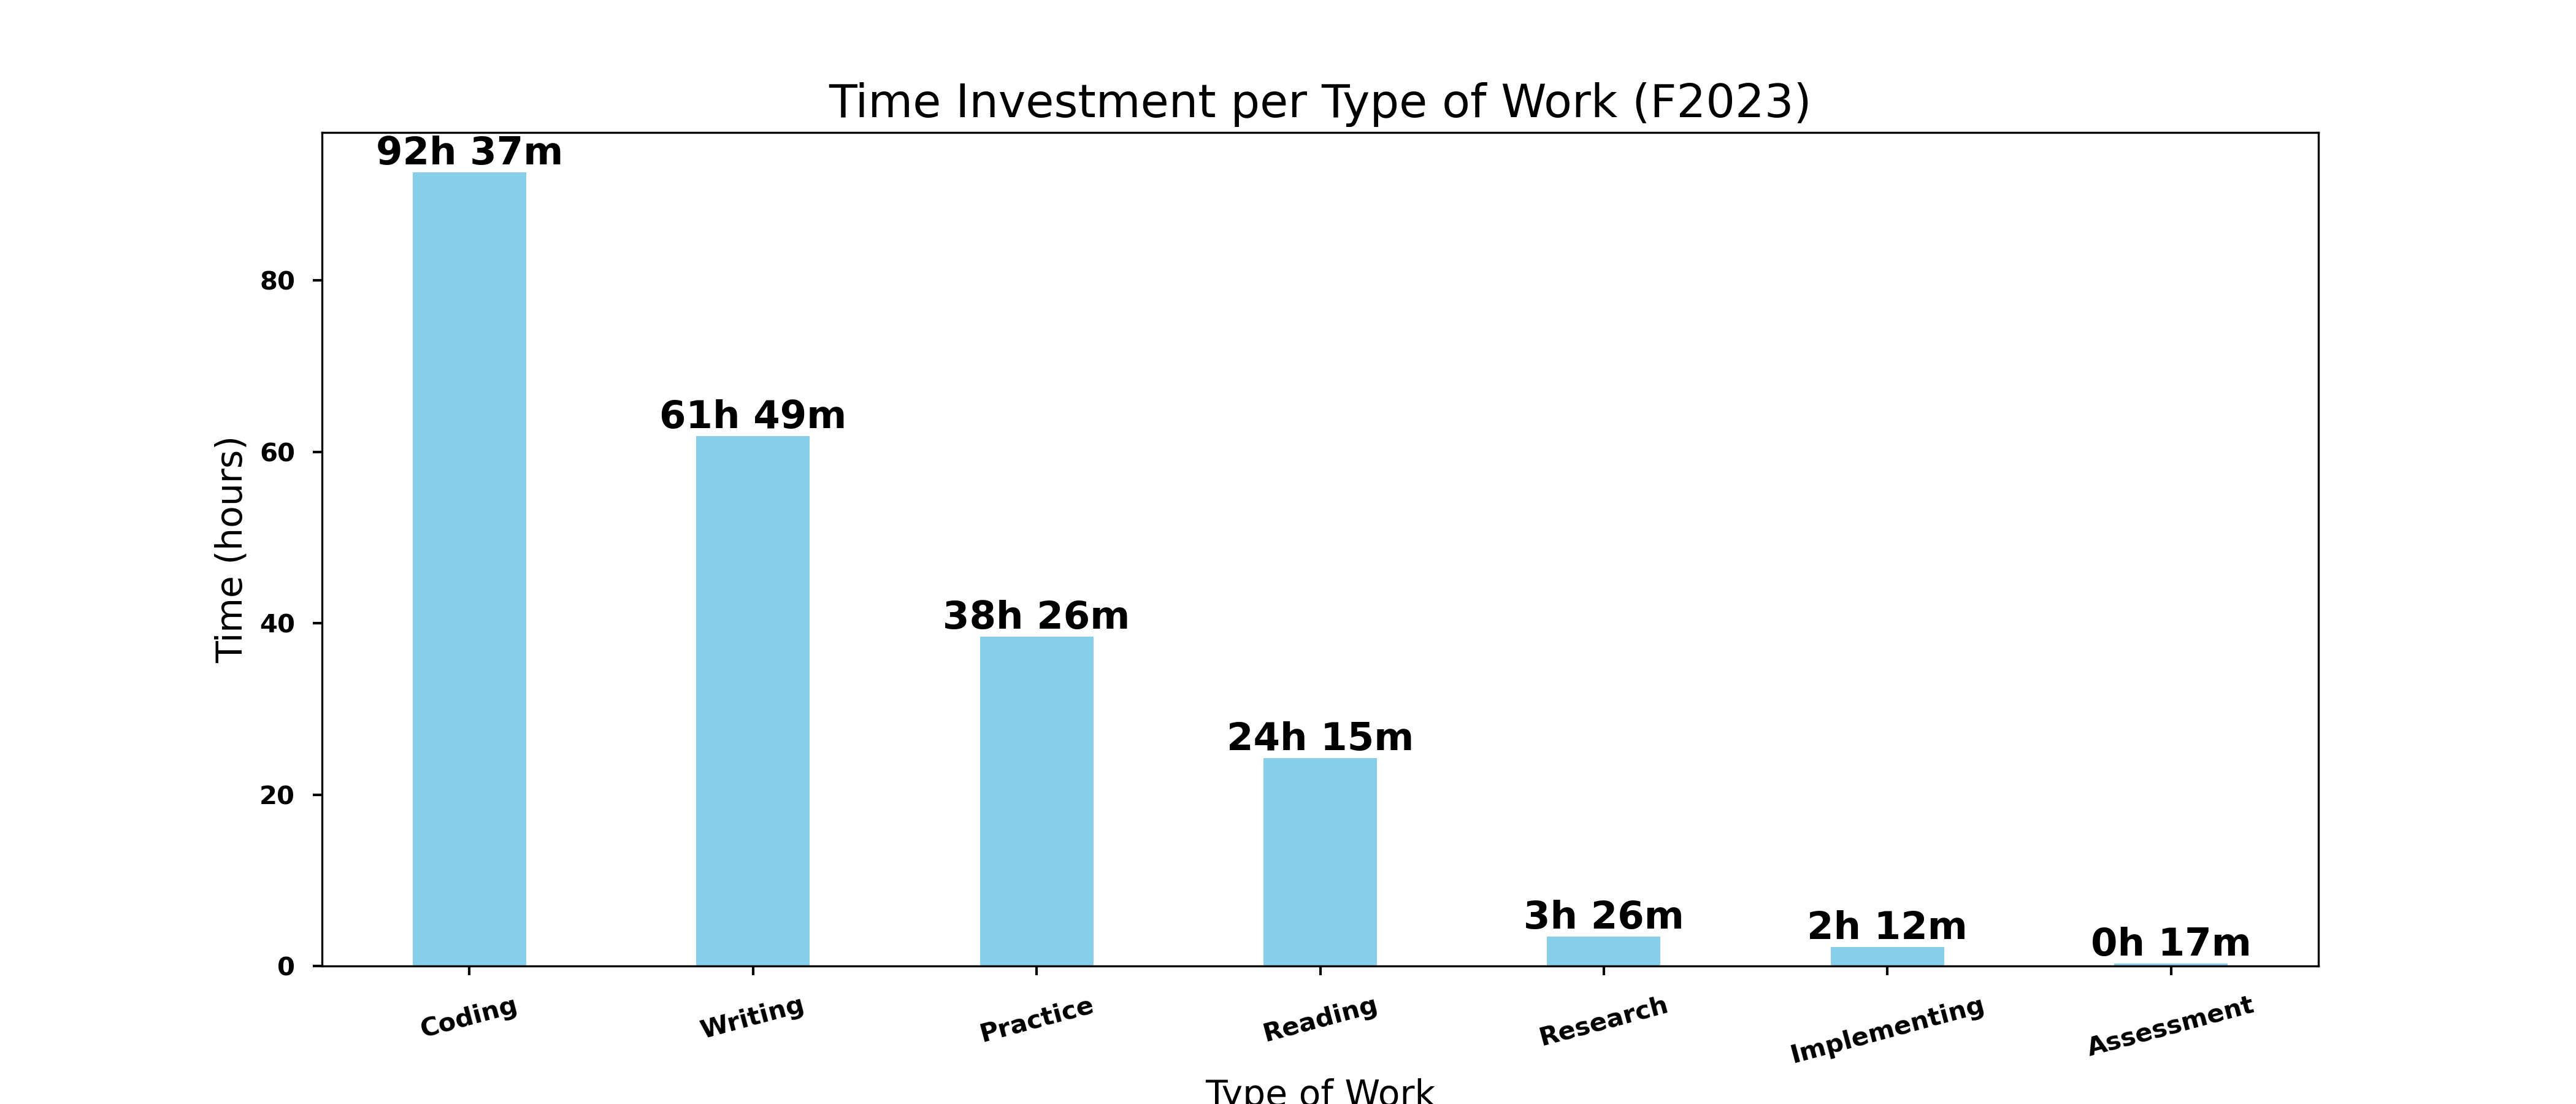 Time Investment per Type of Work (F2023)
92h 37m
61h 49m
38h 26m
24h 15m
3h 26m
2h 12m
0h 17m
Time (hours)
80
60
40
20
0
Coding
Writing
Practice
Reading
Research
Implementing
Assessment
Type of Work